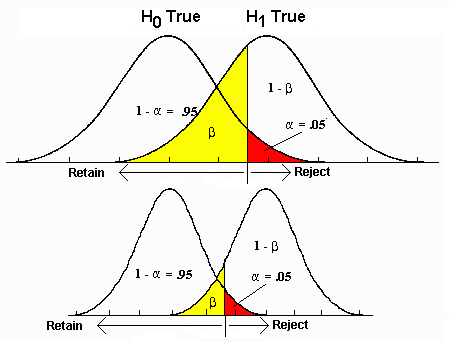 H0 True H1 True
1 - β
1 - α = .95
α = .05
β
Retain Reject
1 - β
1 - α = .95
α = .05
β
Retain Reject